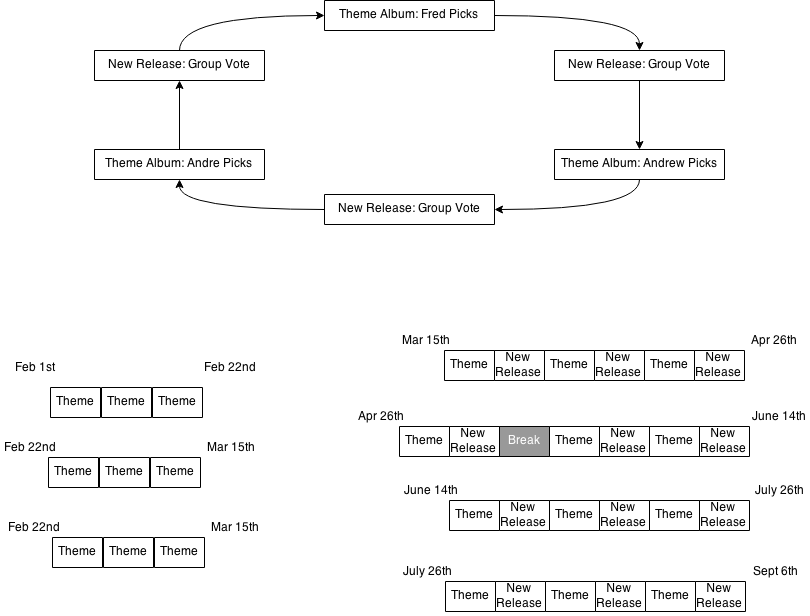 Theme Album: Fred Picks
New Release: Group Vote
New Release: Group Vote
Theme Album: Andre Picks
Theme Album: Andrew Picks
New Release: Group Vote
Feb 1st
Feb 22nd
Theme Theme Theme
Feb 22nd
Mar 15th
Theme Theme Theme
Feb 22nd
Mar 15th
Theme Theme Theme
Mar 15th
Apr 26th
Theme New Release Theme New Release Theme New Release
Apr 26th
June 14th
Theme New Release Break Theme New Release Theme New Release
June 14th
July 26th
Theme New Release Theme New Release Theme New Release
July 26th
Sept 6th
Theme New Release Theme New Release Theme New Release